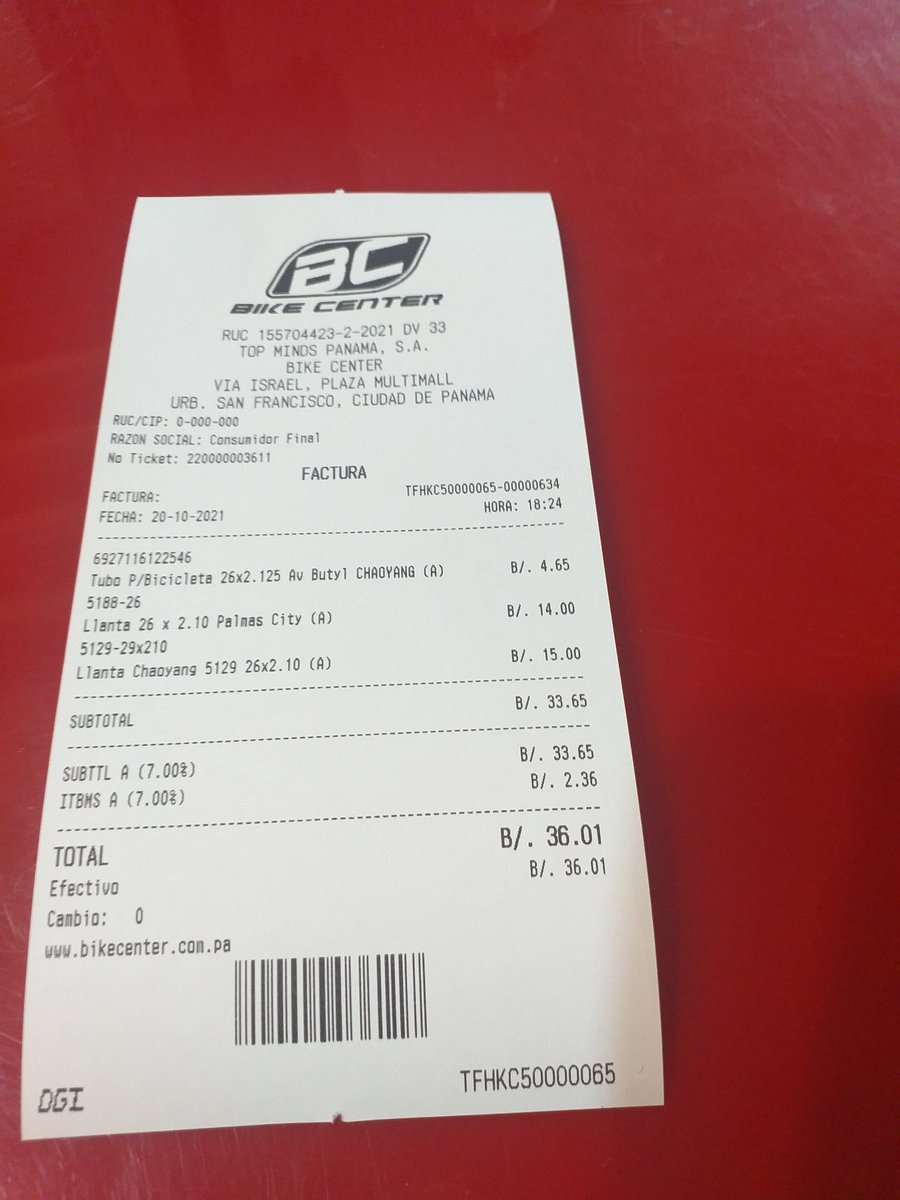 BC
BIKE CENTER
RUC 155704423-2-2021 DV 33
TOP MINDS PANAMA, S.A.
BIKE CENTER
VIA ISRAEL, PLAZA MULTIMALL
URB. SAN FRANCISCO, CIUDAD DE PANAMA
RUC/CIP: 0-000-000
RAZON SOCIAL: Consumidor Final
No Ticket: 220000003611
FACTURA
FACTURA: TFHKC50000065-00000634
FECHA: 20-10-2021 HORA: 18:24
6927116122546
Tubo P/Bicicleta 26x2.125 Av Butyl CHAOYANG (A) B/. 4.65
5188-26
Llanta 26 x 2.10 Palmas City (A) B/. 14.00
5129-29x210
Llanta Chaoyang 5129 26x2.10 (A) B/. 15.00
SUBTOTAL B/. 33.65
SUBTTL A (7.00%) B/. 33.65
ITBMS A (7.00%) B/. 2.36
TOTAL B/. 36.01
Efectivo B/. 36.01
Cambio: 0
www.bikecenter.com.pa
DGI TFHKC50000065